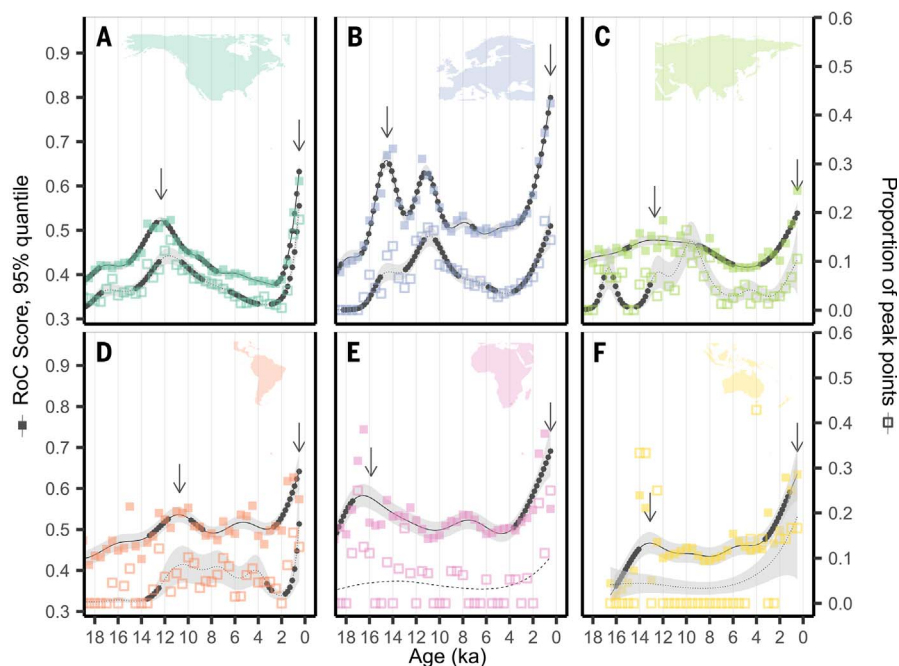 A B C
0.9 0.8 0.7 0.6 0.5 0.4 0.3
0.6 0.5 0.4 0.3 0.2 0.1 0.0
D E F
0.9 0.8 0.7 0.6 0.5 0.4 0.3
0.6 0.5 0.4 0.3 0.2 0.1 0.0
18 16 14 12 10 8 6 4 2 0
18 16 14 12 10 8 6 4 2 0
18 16 14 12 10 8 6 4 2 0
Age (ka)
RoC Score, 95% quantile
Proportion of
peak points